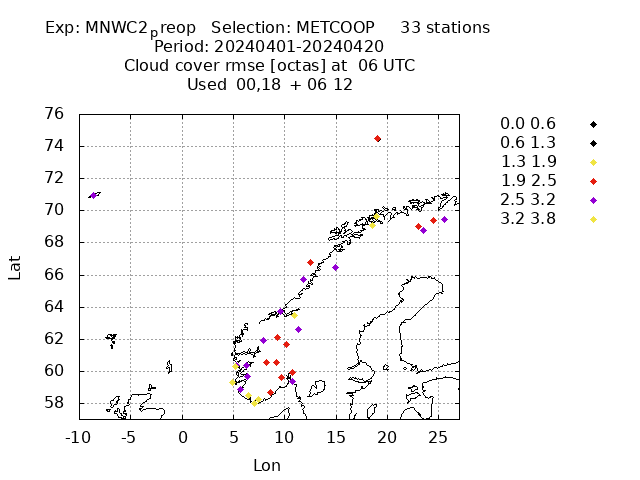 Exp: MNWC2_preop Selection: METCOOP 33 stations
Period: 20240401-20240420
Cloud cover rmse [octas] at 06 UTC
Used 00,18 + 06 12
76
74
72
70
68
66
64
62
60
58
-10 -5 0 5 10 15 20 25
Lat
Lon
0.0 0.6
0.6 1.3
1.3 1.9
1.9 2.5
2.5 3.2
3.2 3.8